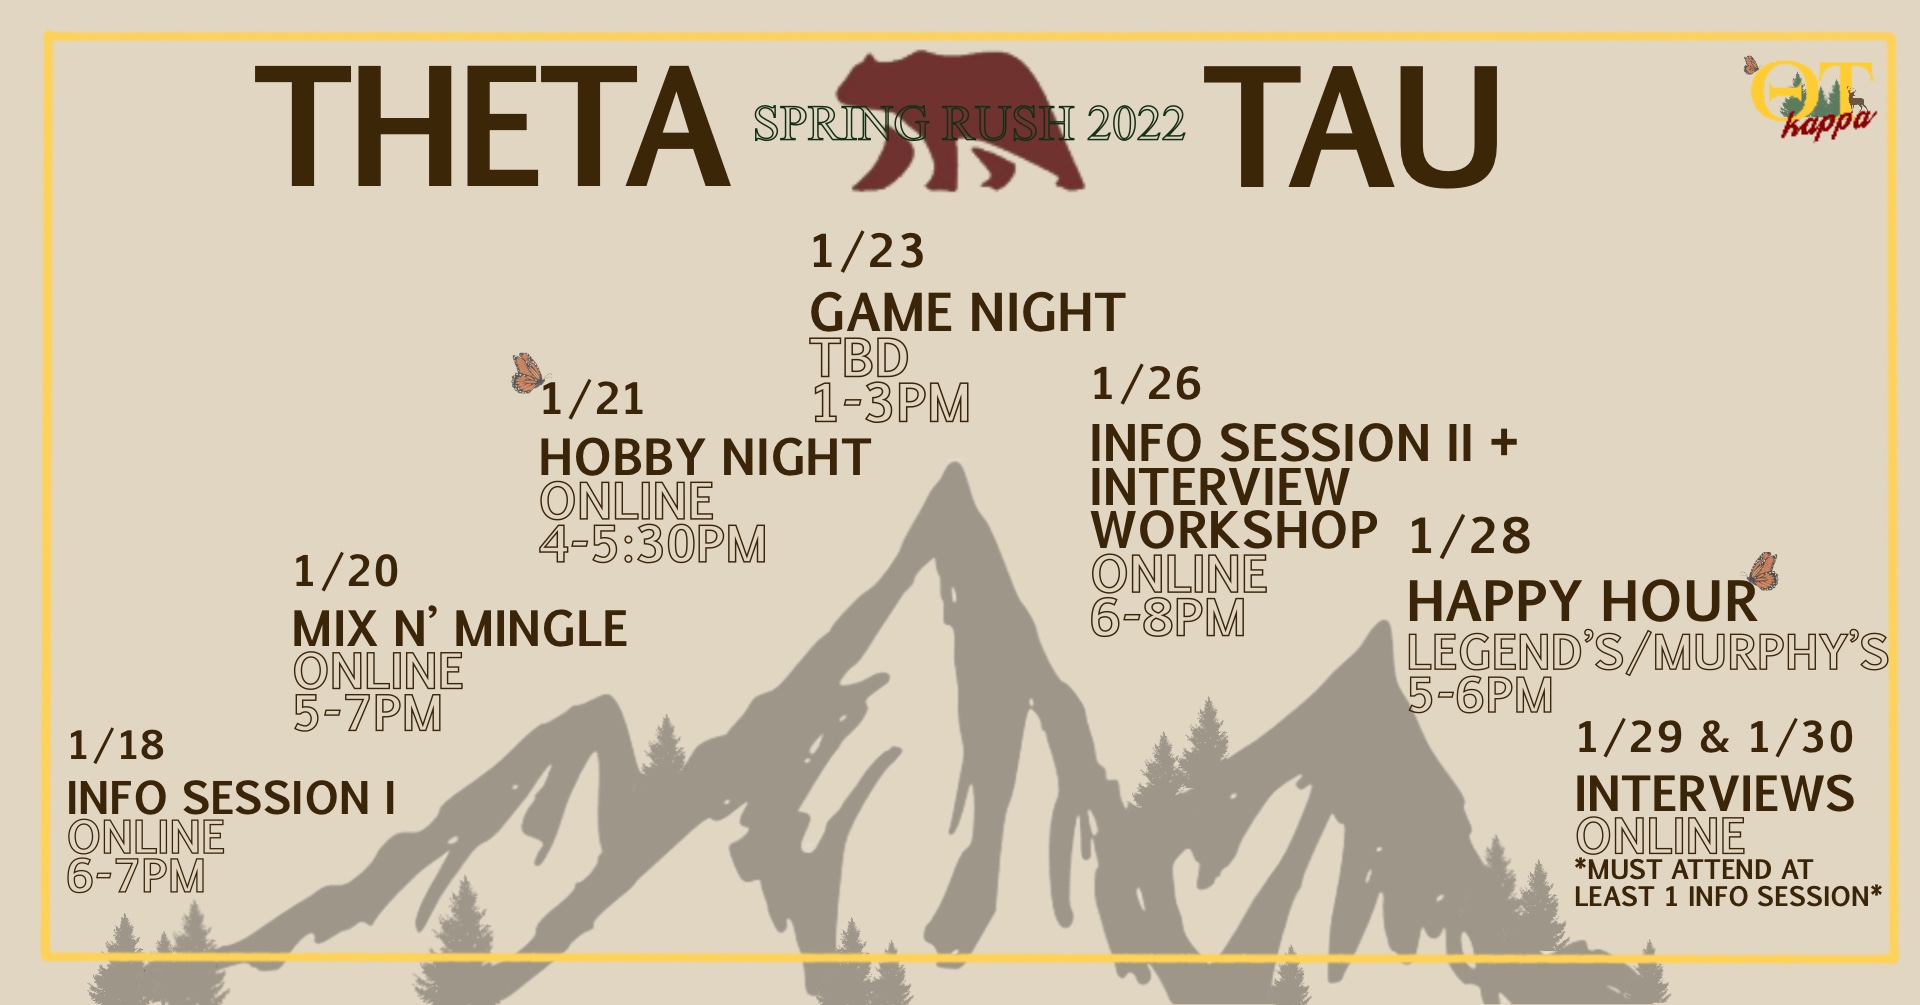 THETA
SPRING RUSH 2022
TAU
ΘΤ
kappa
1/23
GAME NIGHT
TBD
1-3PM
1/21
HOBBY NIGHT
ONLINE
4-5:30PM
1/26
INFO SESSION II +
INTERVIEW
WORKSHOP
ONLINE
6-8PM
1/20
MIX N’ MINGLE
ONLINE
5-7PM
1/28
HAPPY HOUR
LEGEND’S/MURPHY’S
5-6PM
1/18
INFO SESSION I
ONLINE
6-7PM
1/29 & 1/30
INTERVIEWS
ONLINE
*MUST ATTEND AT
LEAST 1 INFO SESSION*